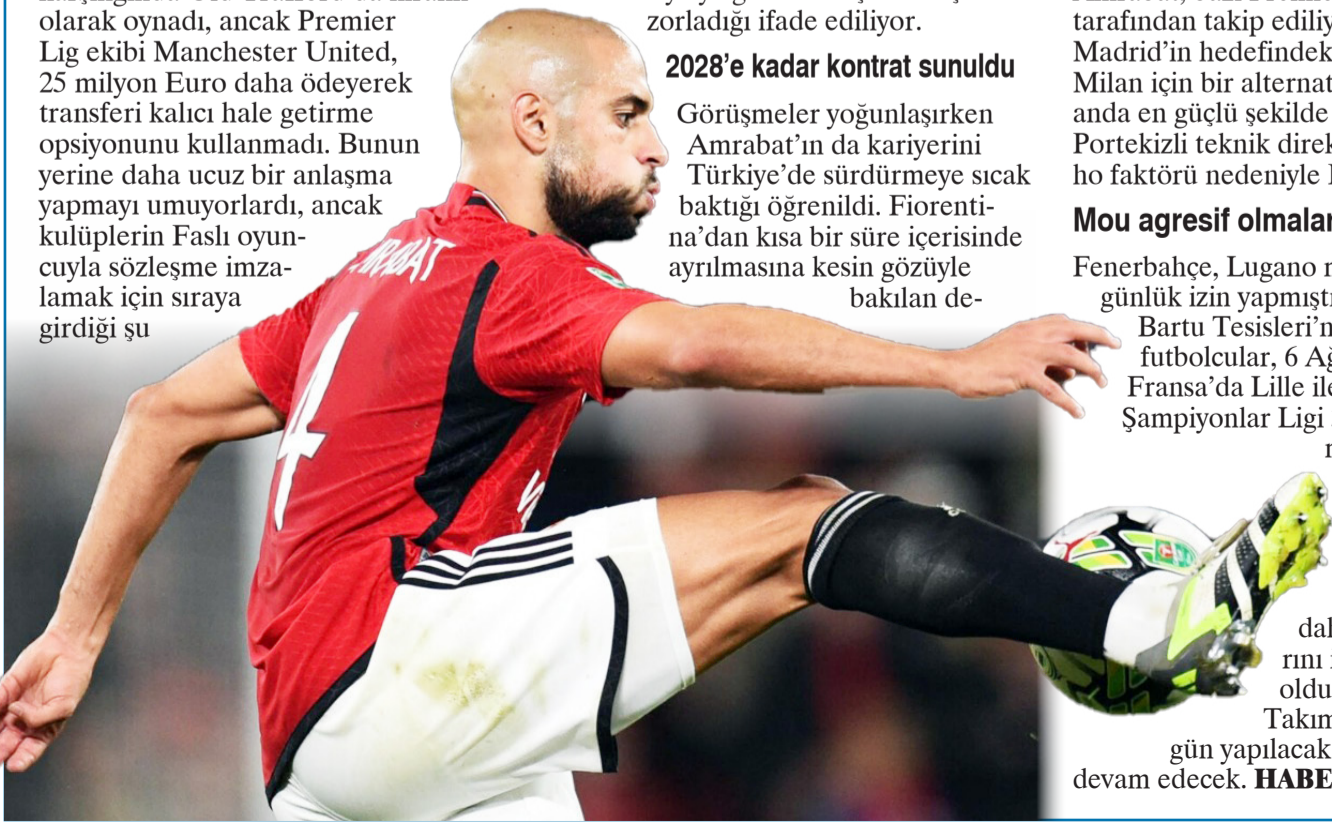 olarak oynadı, ancak Premier
Lig ekibi Manchester United,
25 milyon Euro daha ödeyerek
transferi kalıcı hale getirme
opsiyonunu kullanmadı. Bunun
yerine daha ucuz bir anlaşma
yapmayı umuyorlardı, ancak
kulüplerin Faslı oyun-
cuyla sözleşme imza-
lamak için sıraya
girdiği şu
zorladığı ifade ediliyor.
2028’e kadar kontrat sunuldu
Görüşmeler yoğunlaşırken
Amrabat’ın da kariyerini
Türkiye’de sürdürmeye sıcak
baktığı öğrenildi. Fiorenti-
na’dan kısa bir süre içerisinde
ayrılmasına kesin gözüyle
bakılan de-
tarafından takip ediliy
Madrid’in hedefindek
Milan için bir alternat
anda en güçlü şekilde
Portekizli teknik direk
ho faktörü nedeniyle
Mou agresif olmalar
Fenerbahçe, Lugano
günlük izin yapmıştı
Bartu Tesisleri’n
futbolcular, 6 Ağ
Fransa’da Lille ile
Şampiyonlar Ligi
dal
rını
oldu
Takım
gün yapılacak
devam edecek. HABE
4